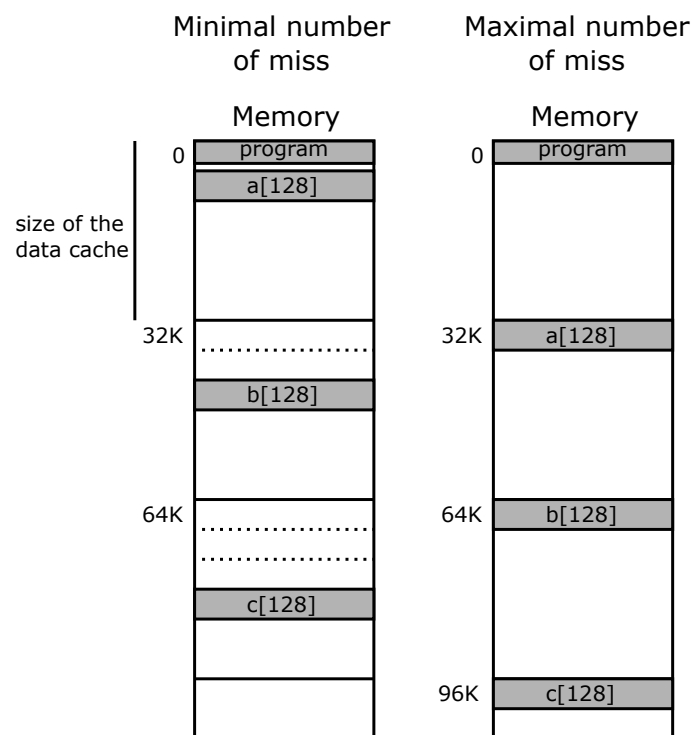 Minimal number
of miss
Maximal number
of miss
Memory
Memory
0
program
0
program
a[128]
size of the
data cache
32K
32K
a[128]
b[128]
64K
64K
b[128]
c[128]
96K
c[128]